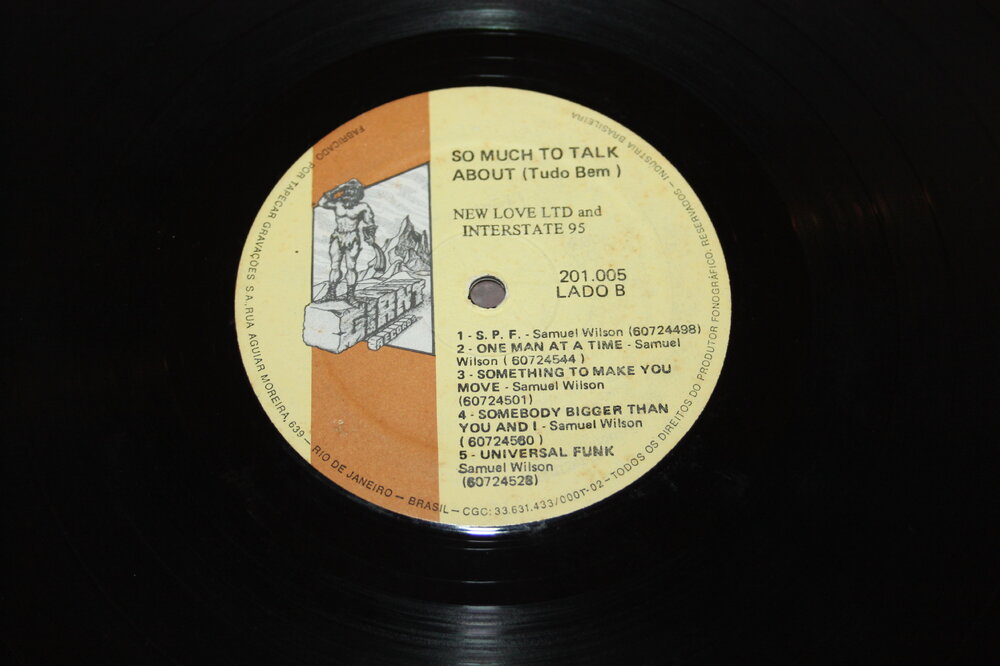 SO MUCH TO TALK
ABOUT (Tudo Bem )
NEW LOVE LTD and
INTERSTATE 95
201.005
LADO B
1 - S. P. F. - Samuel Wilson (60724498)
2 - ONE MAN AT A TIME - Samuel
Wilson ( 60724544 )
3 - SOMETHING TO MAKE YOU
MOVE - Samuel Wilson
(60724501)
4 - SOMEBODY BIGGER THAN
YOU AND I - Samuel Wilson
( 60724560 )
5 - UNIVERSAL FUNK
Samuel Wilson
(60724528)
GIANT
RECORDS
FABRICADO POR TAPECAR GRAVAÇÕES S.A. RUA AGUIAR MOREIRA, 639 — RIO DE JANEIRO — BRASIL — CGC: 33.631.433/0001-02 — TODOS OS DIREITOS DO PRODUTOR FONOGRÁFICO. RESERVADOS — INDÚSTRIA BRASILEIRA